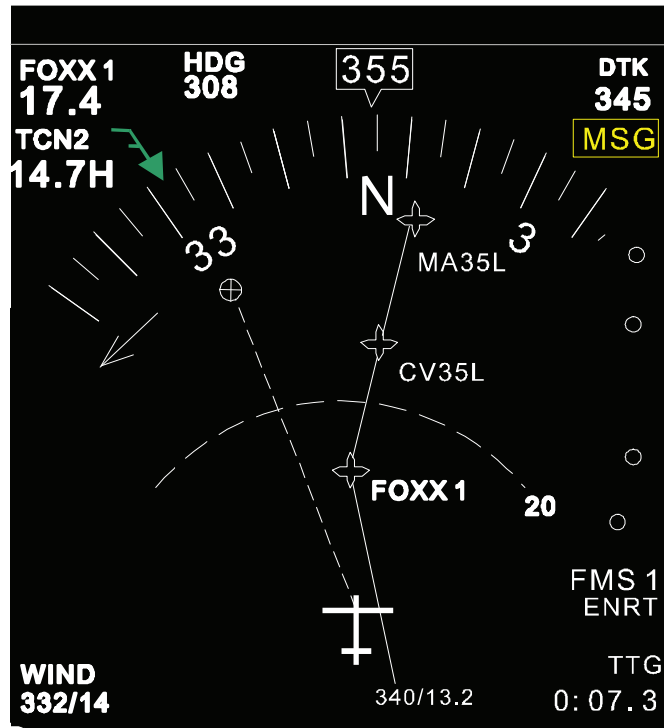 FOXX 1
17.4
TCN2
14.7H
HDG
308
355
DTK
345
MSG
33
N
3
MA35L
CV35L
FOXX 1
20
FMS 1
ENRT
WIND
332/14
340/13.2
TTG
0:07.3